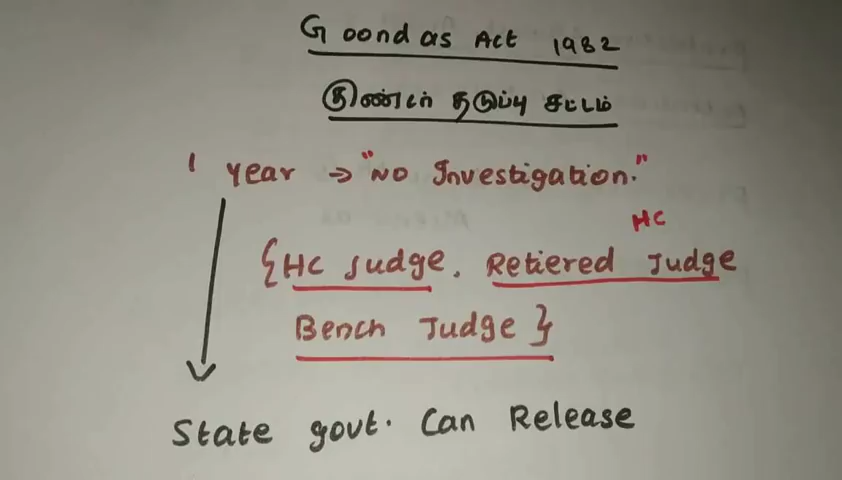 Goondas Act 1982
குண்டர் தடுப்பு சட்டம்
1 year → "NO Investigation."
HC
{HC Judge, Retiered Judge
Bench Judge}
State govt. Can Release